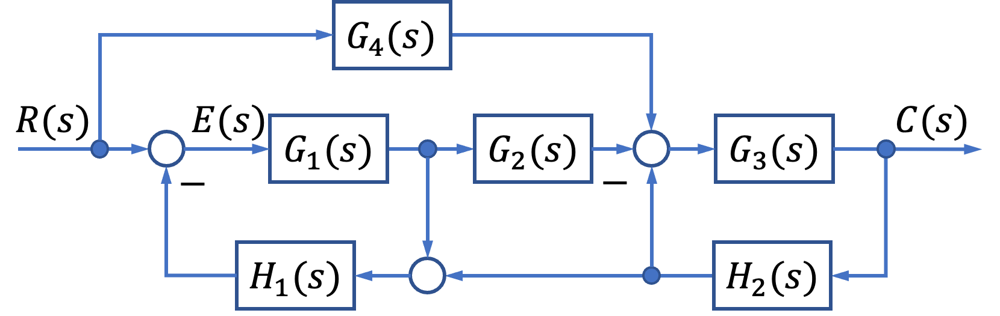 G₄(s)
R(s)
E(s)
G₁(s)
G₂(s)
G₃(s)
C(s)
−
−
H₁(s)
H₂(s)